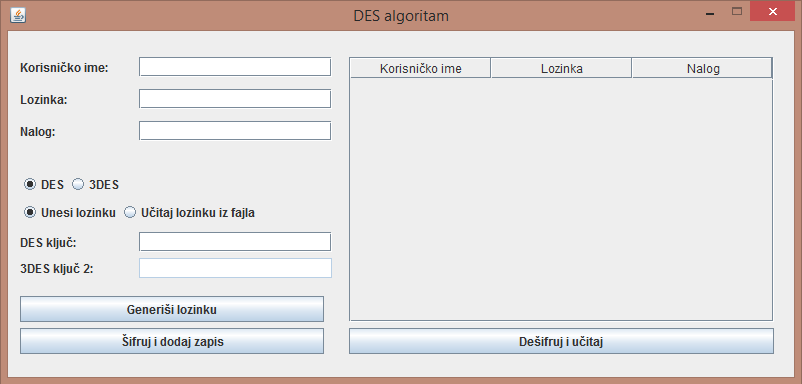 DES algoritam
Korisničko ime:
Lozinka:
Nalog:
DES 3DES
Unesi lozinku Učitaj lozinku iz fajla
DES ključ:
3DES ključ 2:
Generiši lozinku
Šifruj i dodaj zapis
Korisničko ime Lozinka Nalog
Dešifruj i učitaj